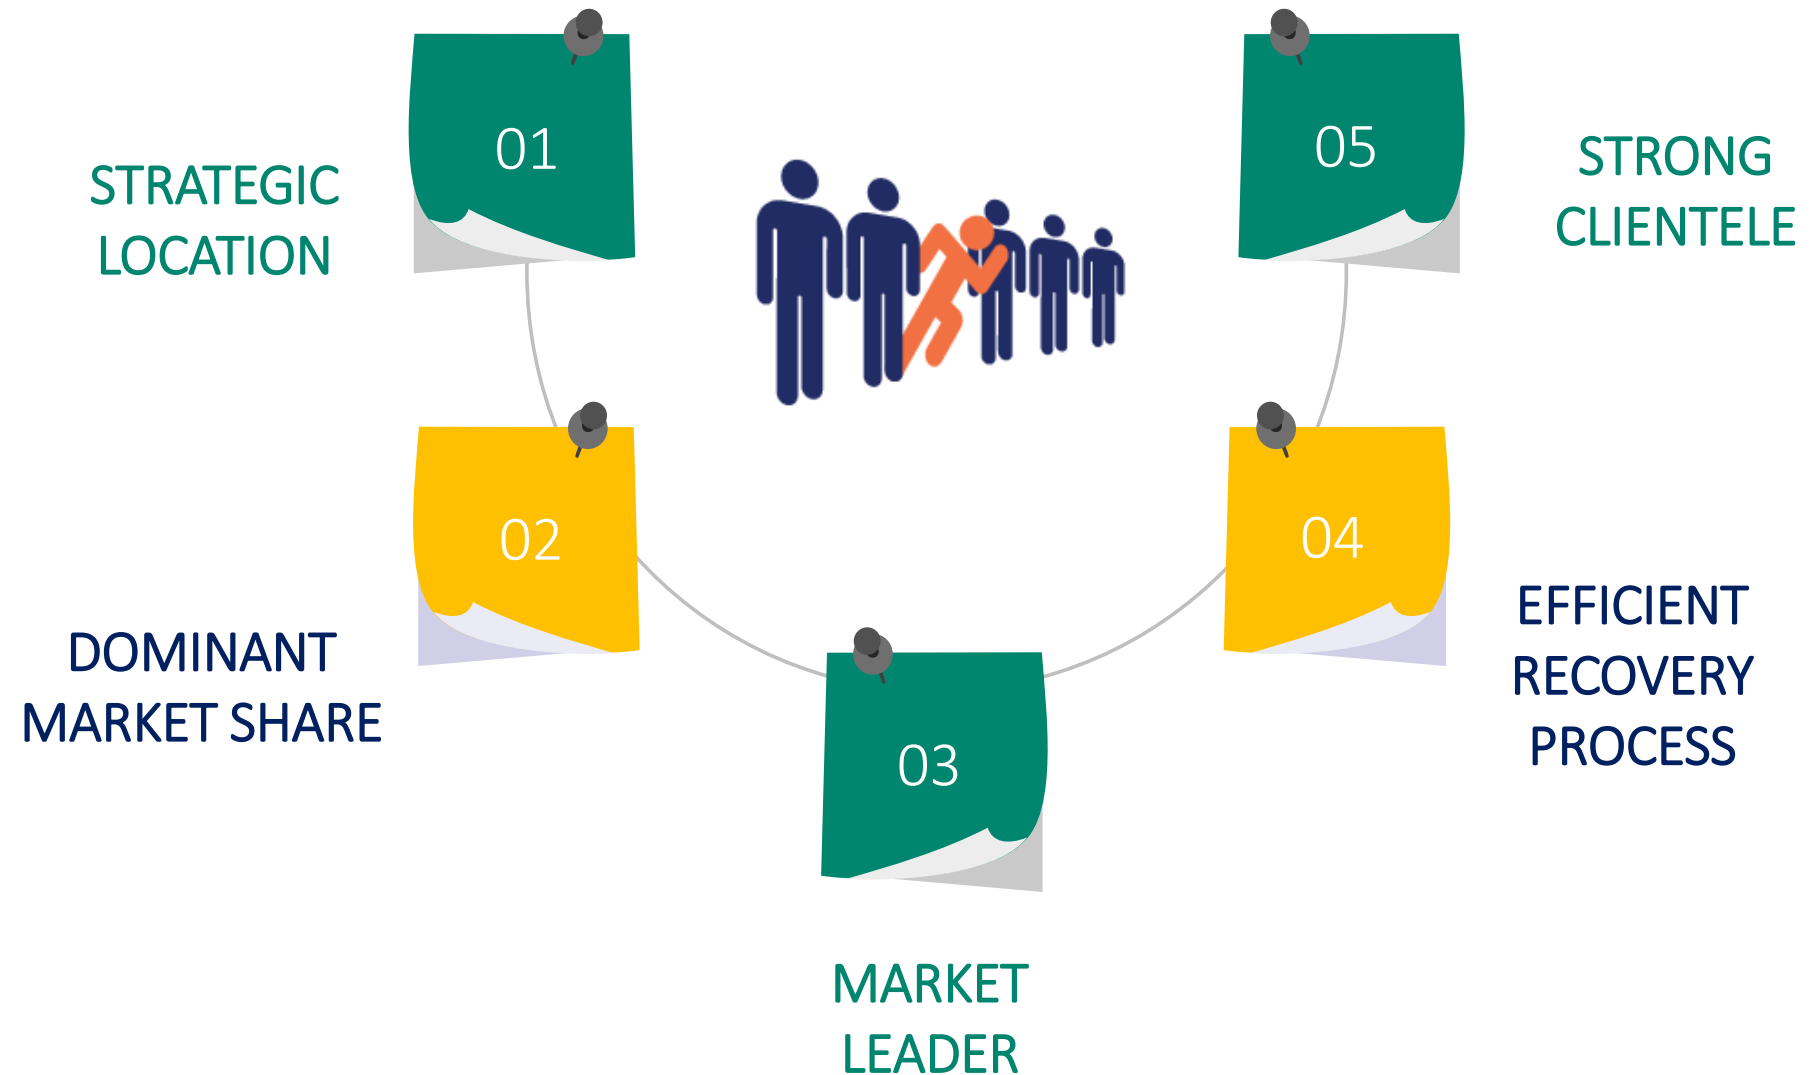 01
STRATEGIC
LOCATION
02
DOMINANT
MARKET SHARE
03
MARKET
LEADER
04
EFFICIENT
RECOVERY
PROCESS
05
STRONG
CLIENTELE